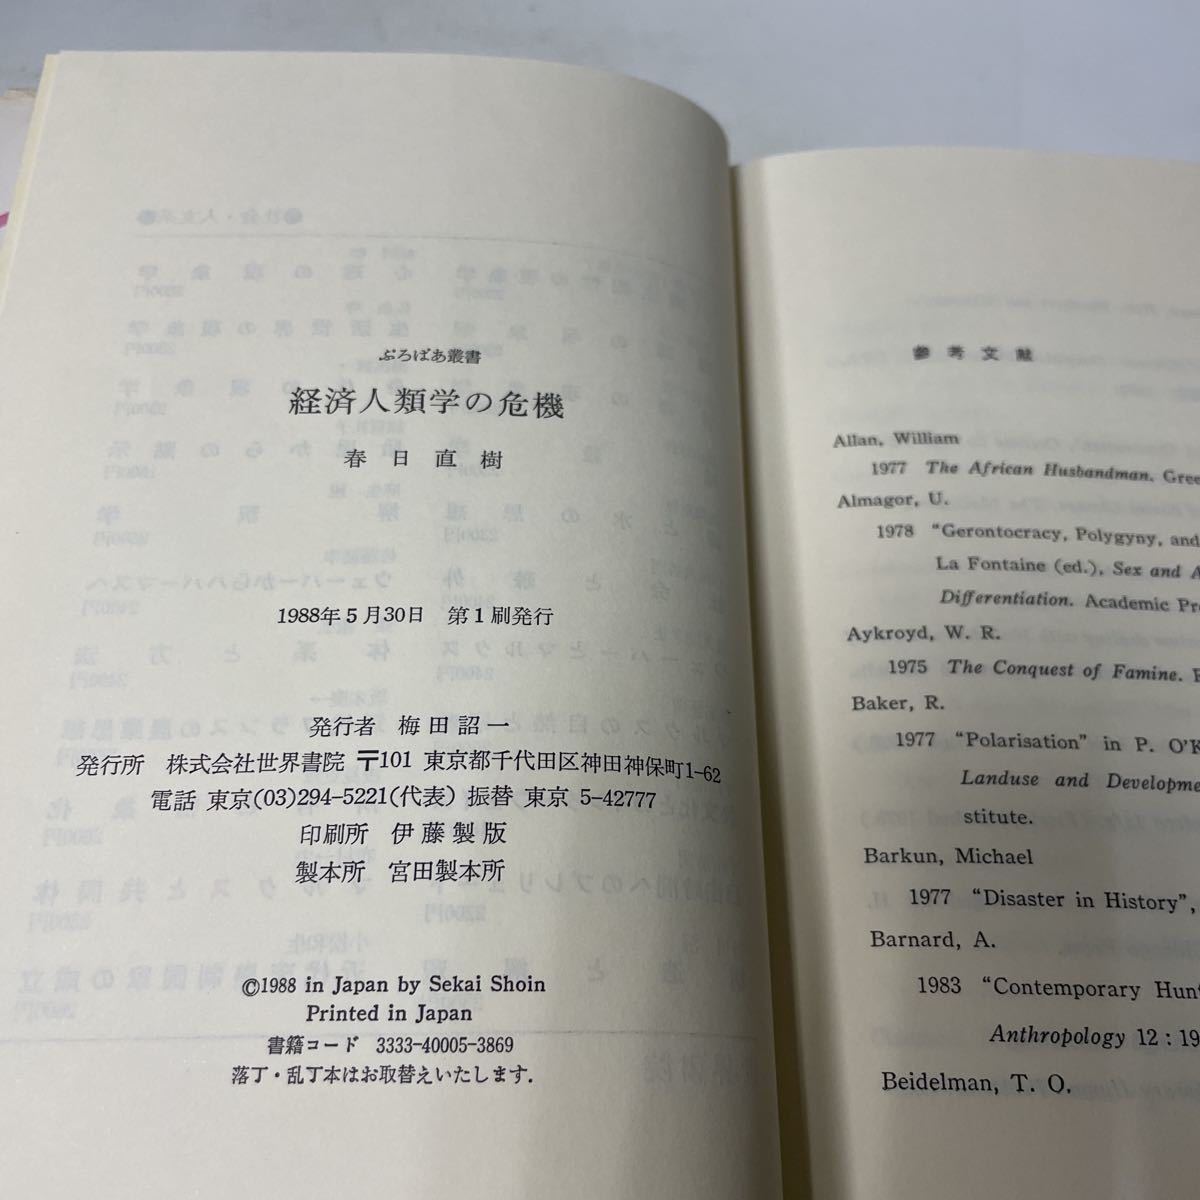 ぷろぱあ叢書
経済人類学の危機
春日直樹
1988年5月30日　第1刷発行
発行者　梅田詔一
発行所　株式会社世界書院 〒101 東京都千代田区神田神保町1-62
電話 東京(03)294-5221(代表) 振替 東京 5-42777
印刷所　伊藤製版
製本所　宮田製本所
©1988 in Japan by Sekai Shoin
Printed in Japan
書籍コード 3333-40005-3869
落丁・乱丁本はお取替えいたします.
参考文献
Allan, William
1977 The African Husbandman.
Almagor, U.
1978 “Gerontocracy, Polygyny, and
La Fontaine (ed.), Sex and
Differentiation. Academic
Aykroyd, W. R.
1975 The Conquest of Famine.
Baker, R.
1977 “Polarisation” in P.
Landuse and
stitute.
Barkun, Michael
1977 “Disaster in History”,
Barnard, A.
1983 “Contemporary
Anthropology 12 :
Beidelman, T. O.